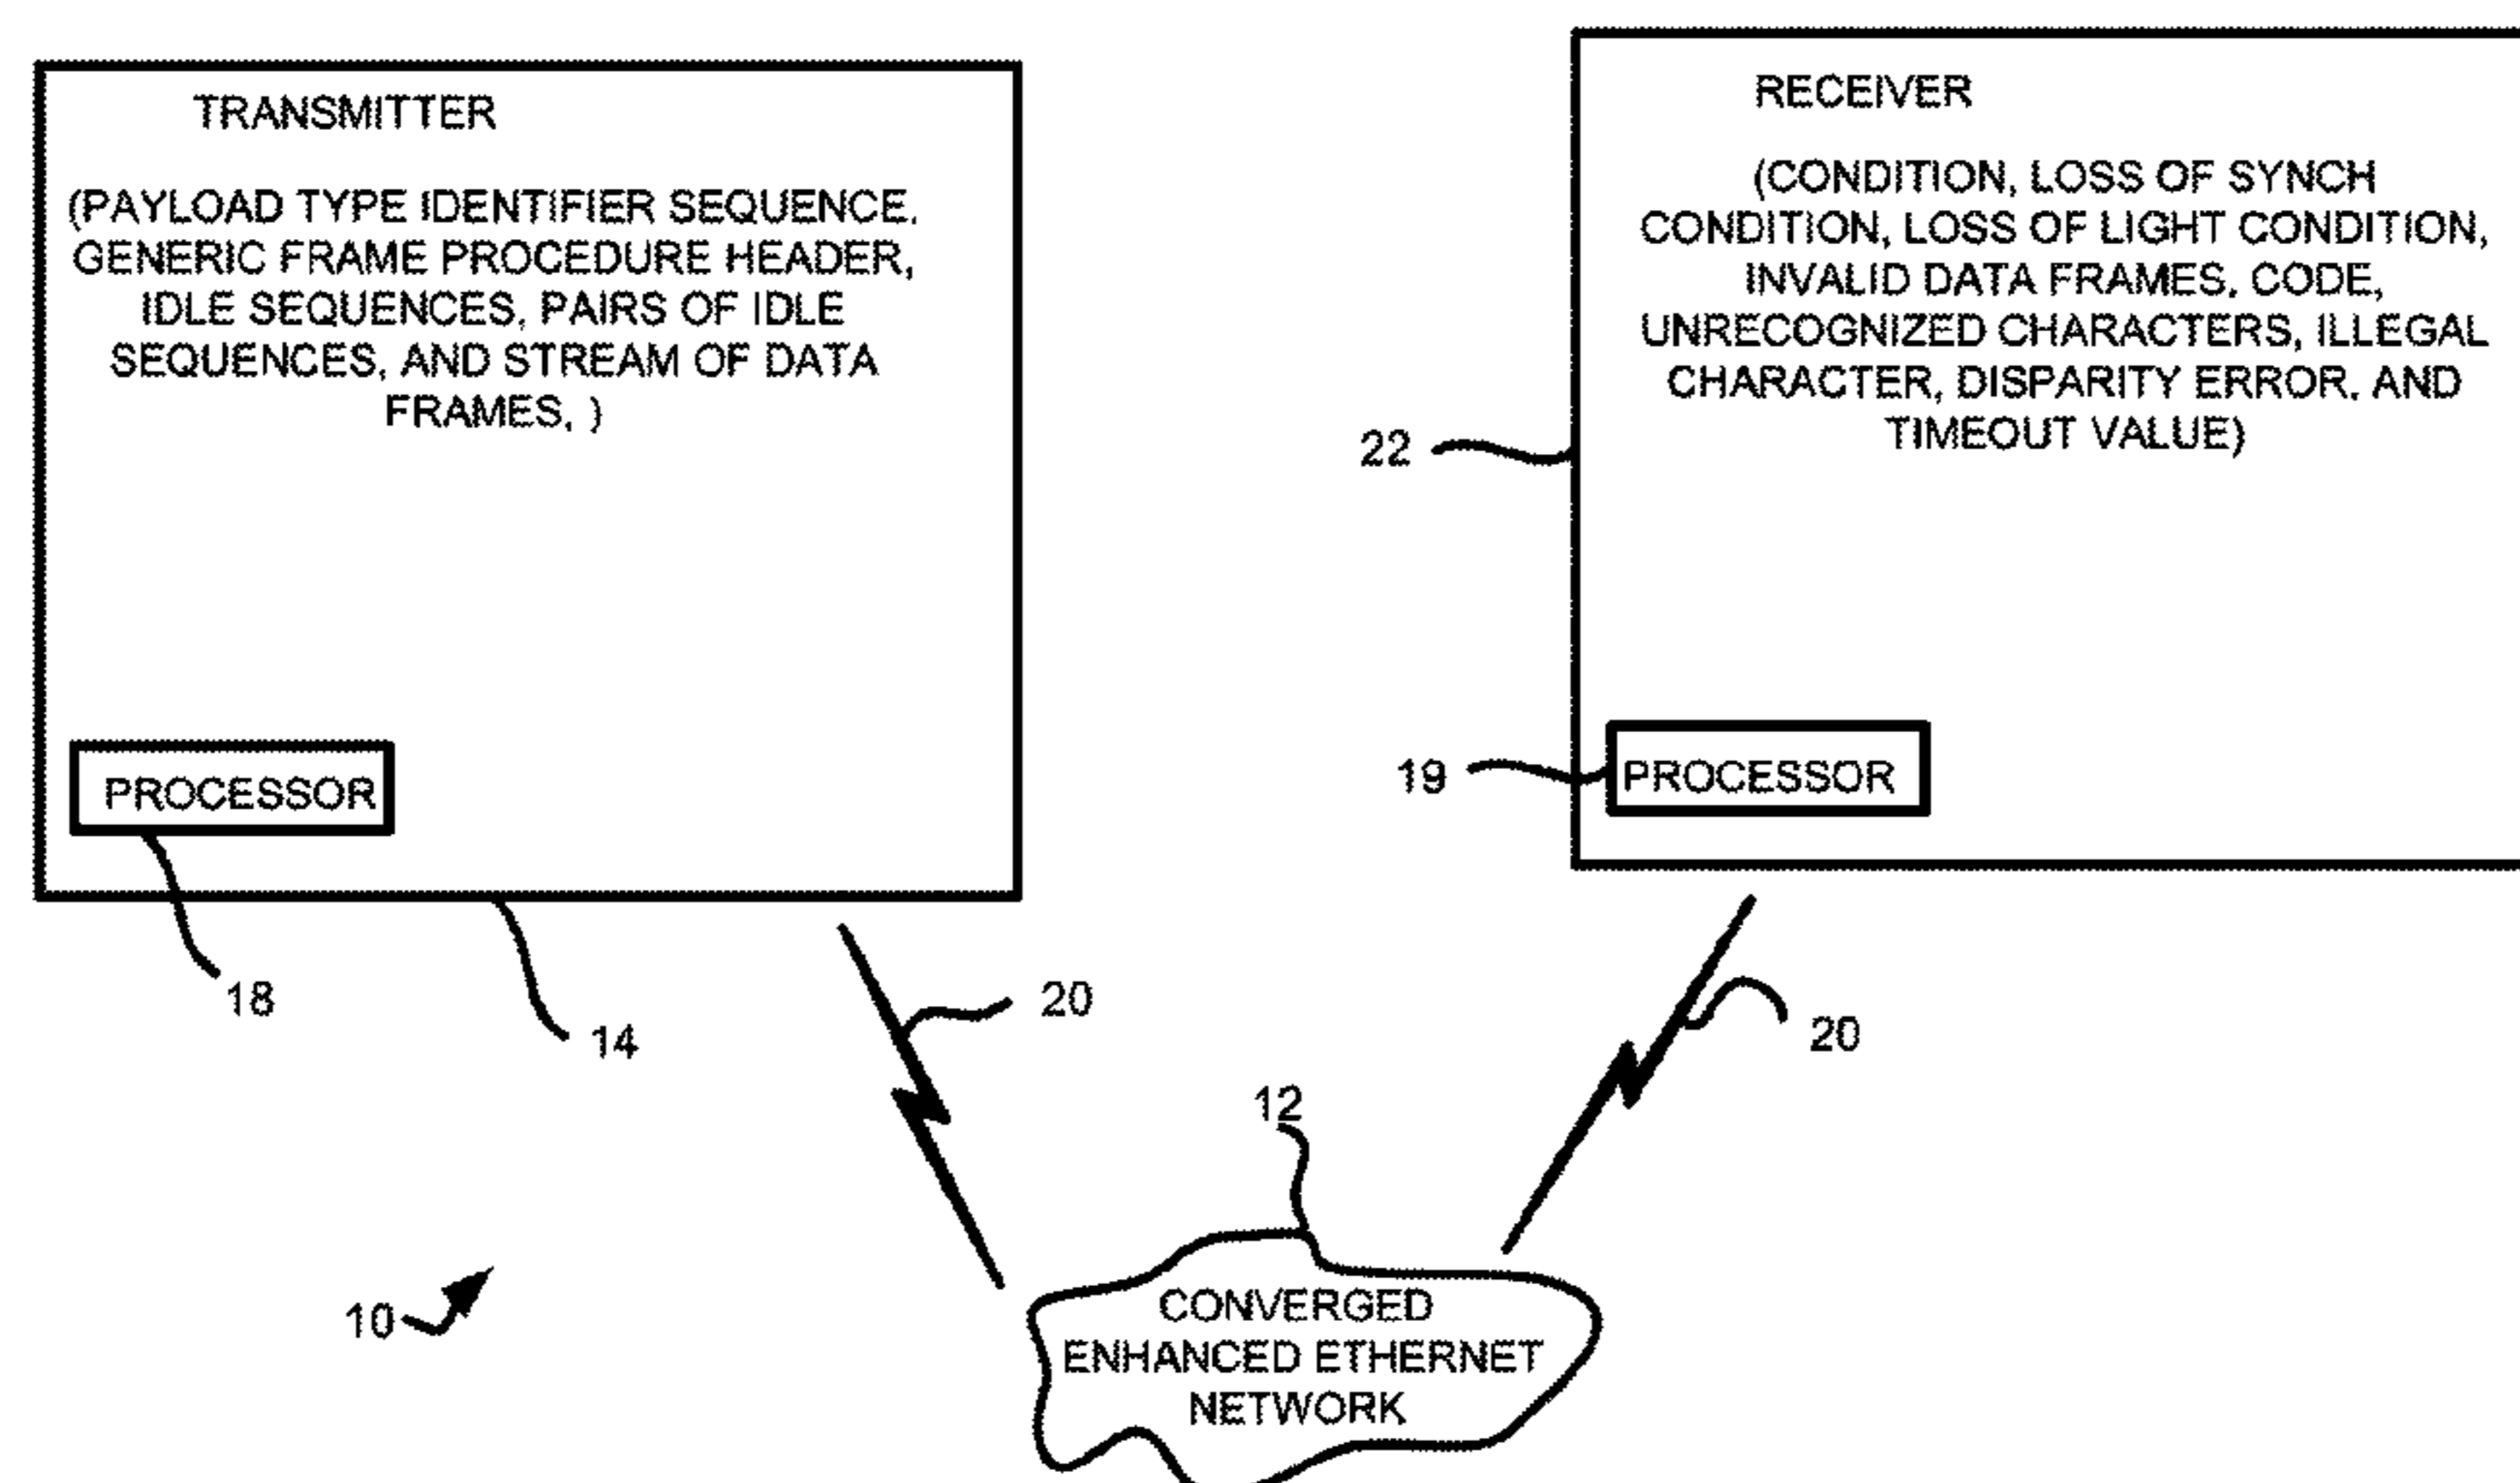 TRANSMITTER
(PAYLOAD TYPE IDENTIFIER SEQUENCE,
GENERIC FRAME PROCEDURE HEADER,
IDLE SEQUENCES, PAIRS OF IDLE
SEQUENCES, AND STREAM OF DATA
FRAMES, )
PROCESSOR
18
14
RECEIVER
(CONDITION, LOSS OF SYNCH
CONDITION, LOSS OF LIGHT CONDITION,
INVALID DATA FRAMES, CODE,
UNRECOGNIZED CHARACTERS, ILLEGAL
CHARACTER, DISPARITY ERROR, AND
TIMEOUT VALUE)
22
19
PROCESSOR
20
20
12
10
CONVERGED
ENHANCED ETHERNET
NETWORK